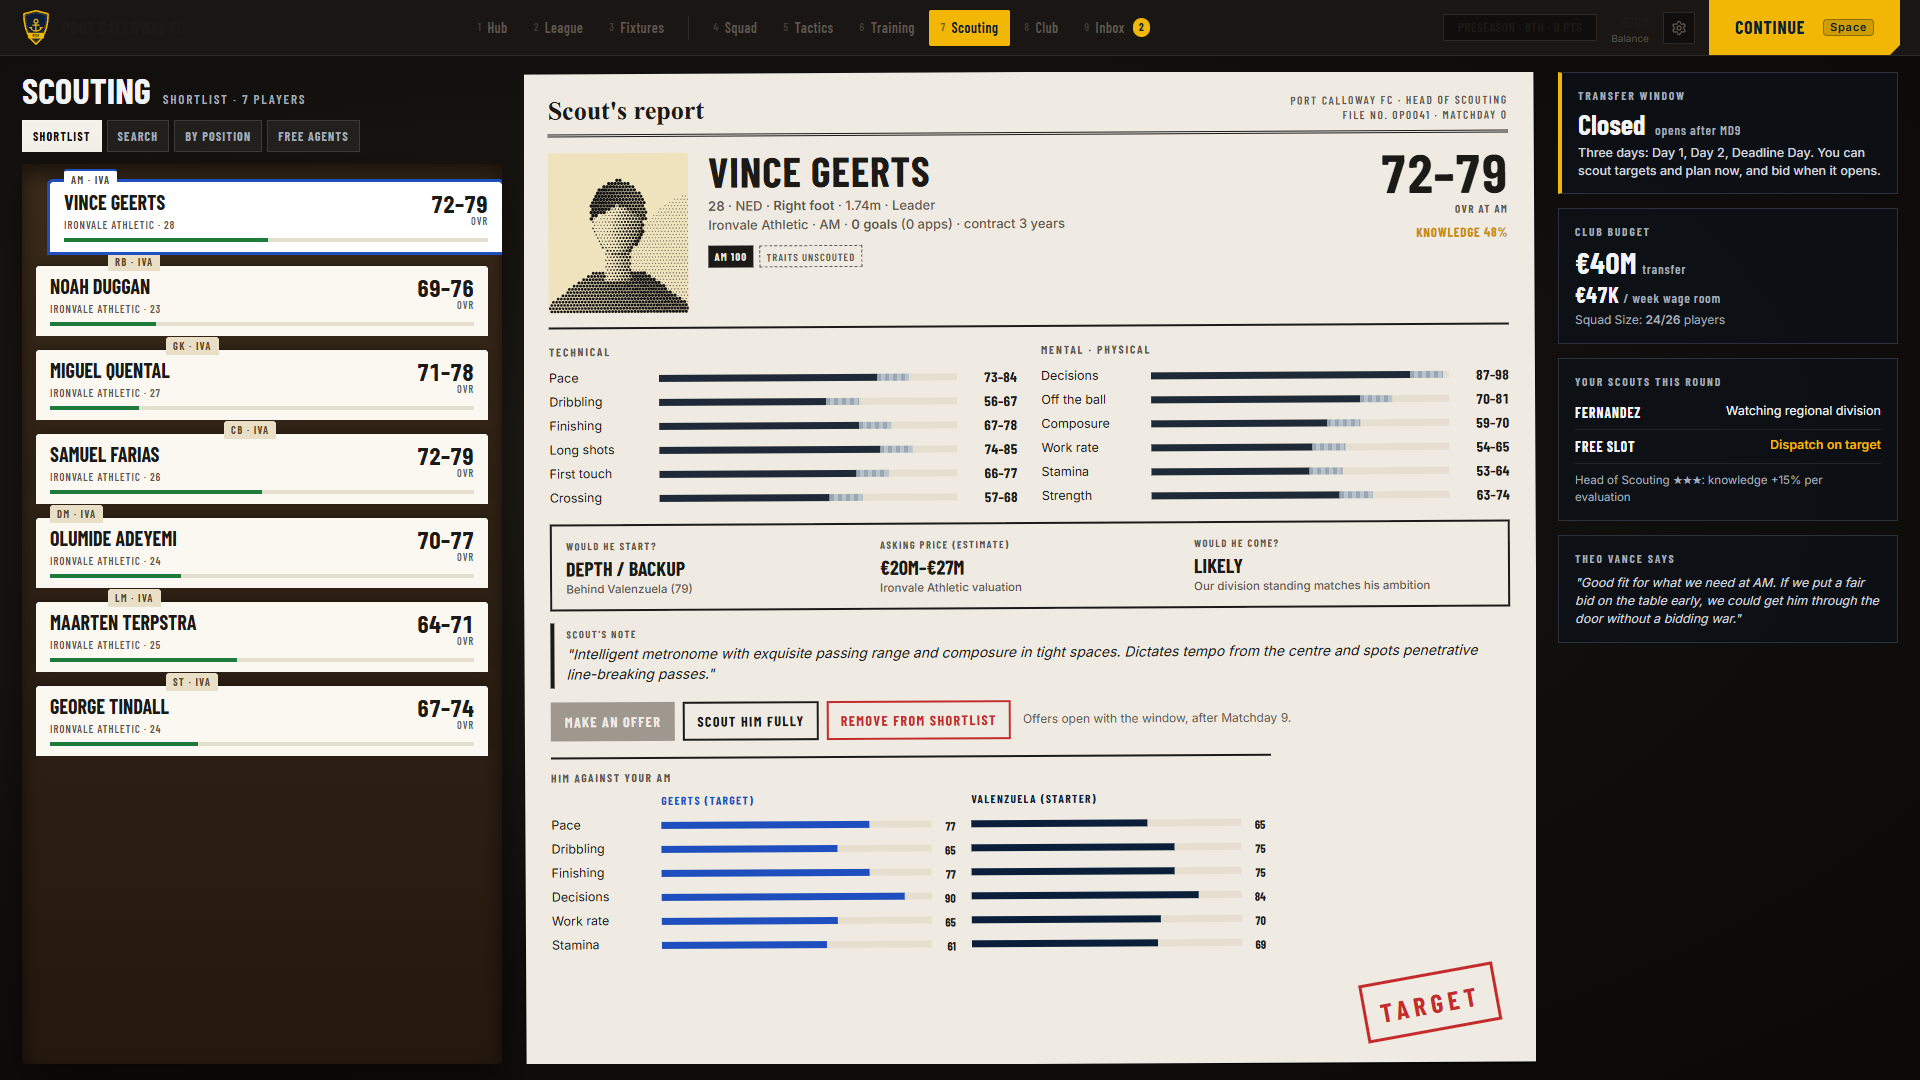 PORT CALLOWAY FC
1 Hub
2 League
3 Fixtures
4 Squad
5 Tactics
6 Training
7 Scouting
8 Club
9 Inbox 2
PRESEASON · 8TH · 0 PTS
Balance
CONTINUE Space
SCOUTING SHORTLIST · 7 PLAYERS
SHORTLIST
SEARCH
BY POSITION
FREE AGENTS
AM · IVA
VINCE GEERTS 72–79
IRONVALE ATHLETIC · 28 OVR
RB · IVA
NOAH DUGGAN 69–76
IRONVALE ATHLETIC · 23 OVR
GK · IVA
MIGUEL QUENTAL 71–78
IRONVALE ATHLETIC · 27 OVR
CB · IVA
SAMUEL FARIAS 72–79
IRONVALE ATHLETIC · 26 OVR
DM · IVA
OLUMIDE ADEYEMI 70–77
IRONVALE ATHLETIC · 24 OVR
LM · IVA
MAARTEN TERPSTRA 64–71
IRONVALE ATHLETIC · 25 OVR
ST · IVA
GEORGE TINDALL 67–74
IRONVALE ATHLETIC · 24 OVR
Scout's report
PORT CALLOWAY FC · HEAD OF SCOUTING
FILE NO. OP0041 · MATCHDAY 0
VINCE GEERTS
28 · NED · Right foot · 1.74m · Leader
Ironvale Athletic · AM · 0 goals (0 apps) · contract 3 years
AM 100 TRAITS UNSCOUTED
72–79
OVR AT AM
KNOWLEDGE 48%
TECHNICAL
Pace 73–84
Dribbling 56–67
Finishing 67–78
Long shots 74–85
First touch 66–77
Crossing 57–68
MENTAL · PHYSICAL
Decisions 87–98
Off the ball 70–81
Composure 59–70
Work rate 54–65
Stamina 53–64
Strength 63–74
WOULD HE START?
DEPTH / BACKUP
Behind Valenzuela (79)
ASKING PRICE (ESTIMATE)
€20M–€27M
Ironvale Athletic valuation
WOULD HE COME?
LIKELY
Our division standing matches his ambition
SCOUT'S NOTE
"Intelligent metronome with exquisite passing range and composure in tight spaces. Dictates tempo from the centre and spots penetrative
line-breaking passes."
MAKE AN OFFER
SCOUT HIM FULLY
REMOVE FROM SHORTLIST
Offers open with the window, after Matchday 9.
HIM AGAINST YOUR AM
GEERTS (TARGET) VALENZUELA (STARTER)
Pace 77 65
Dribbling 65 75
Finishing 77 75
Decisions 90 84
Work rate 65 70
Stamina 61 69
TARGET
TRANSFER WINDOW
Closed opens after MD9
Three days: Day 1, Day 2, Deadline Day. You can
scout targets and plan now, and bid when it opens.
CLUB BUDGET
€40M transfer
€47K / week wage room
Squad Size: 24/26 players
YOUR SCOUTS THIS ROUND
FERNANDEZ Watching regional division
FREE SLOT Dispatch on target
Head of Scouting ★★★: knowledge +15% per
evaluation
THEO VANCE SAYS
"Good fit for what we need at AM. If we put a fair
bid on the table early, we could get him through the
door without a bidding war."